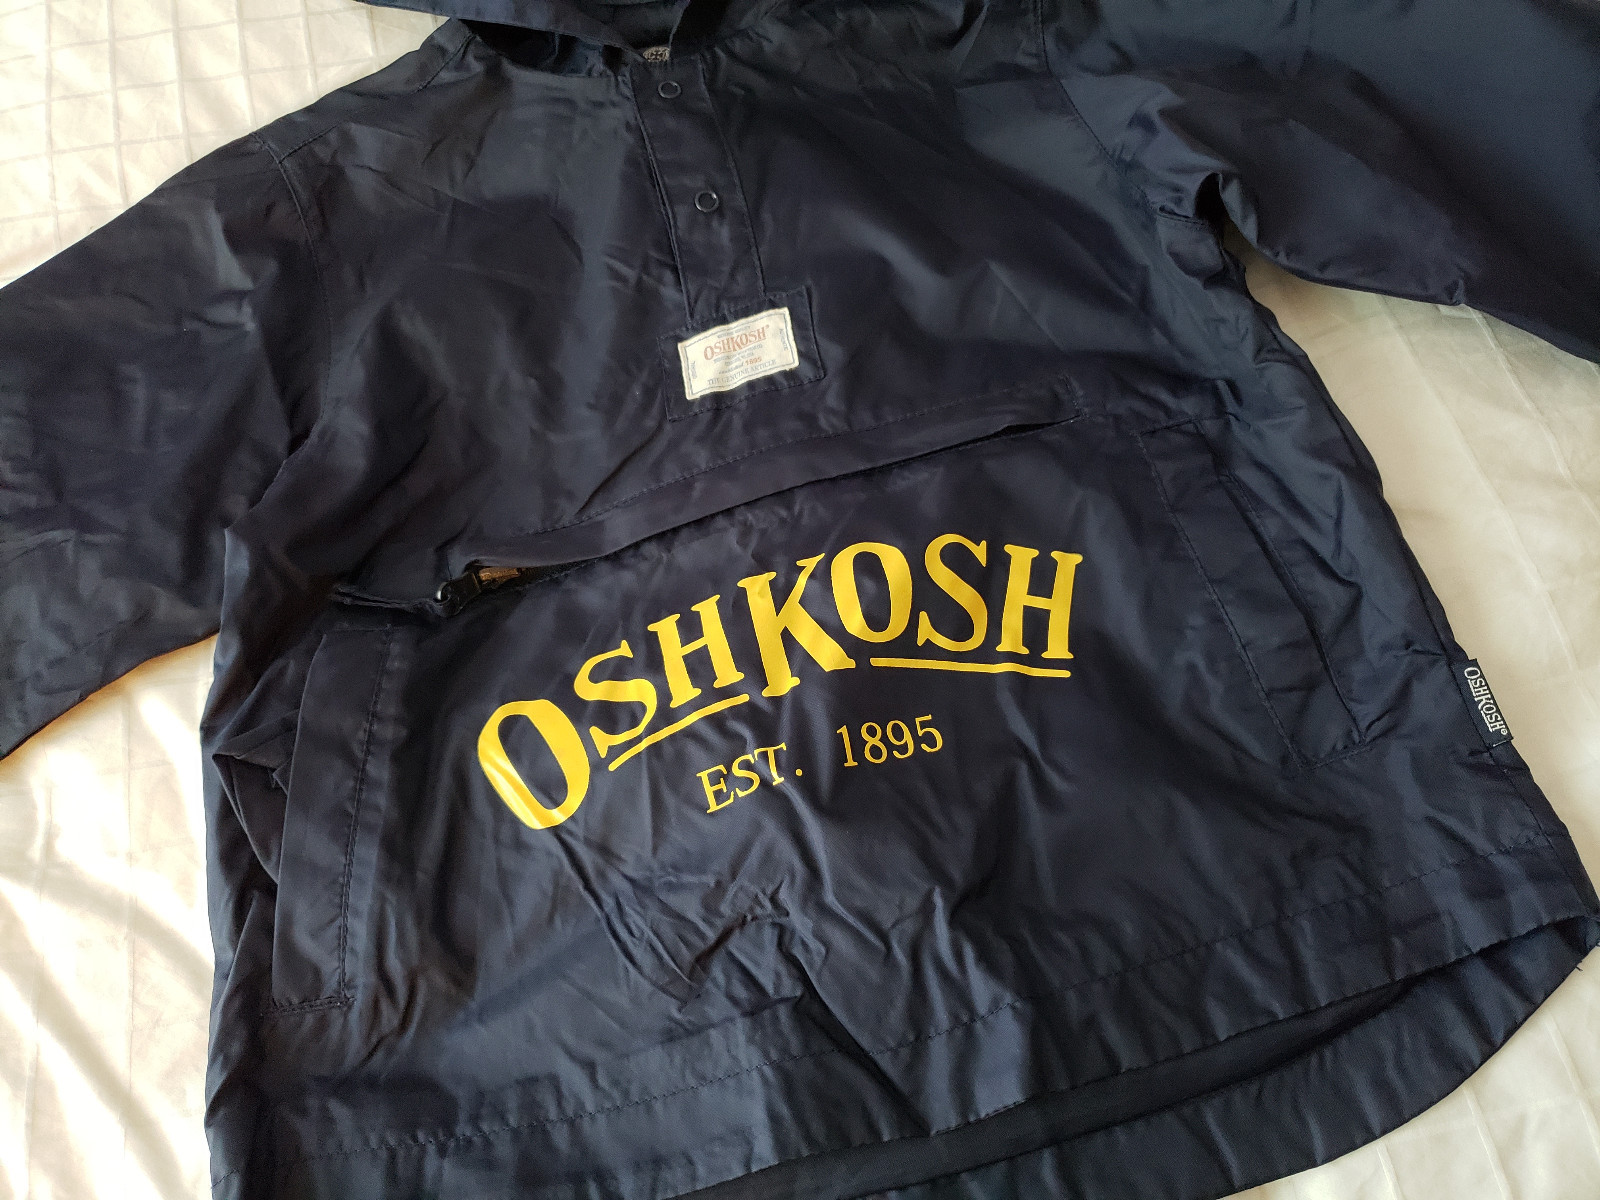 OSHKOSH®
1895
THE GENUINE ARTICLE
OSHKOSH
EST. 1895
OSHKOSH®